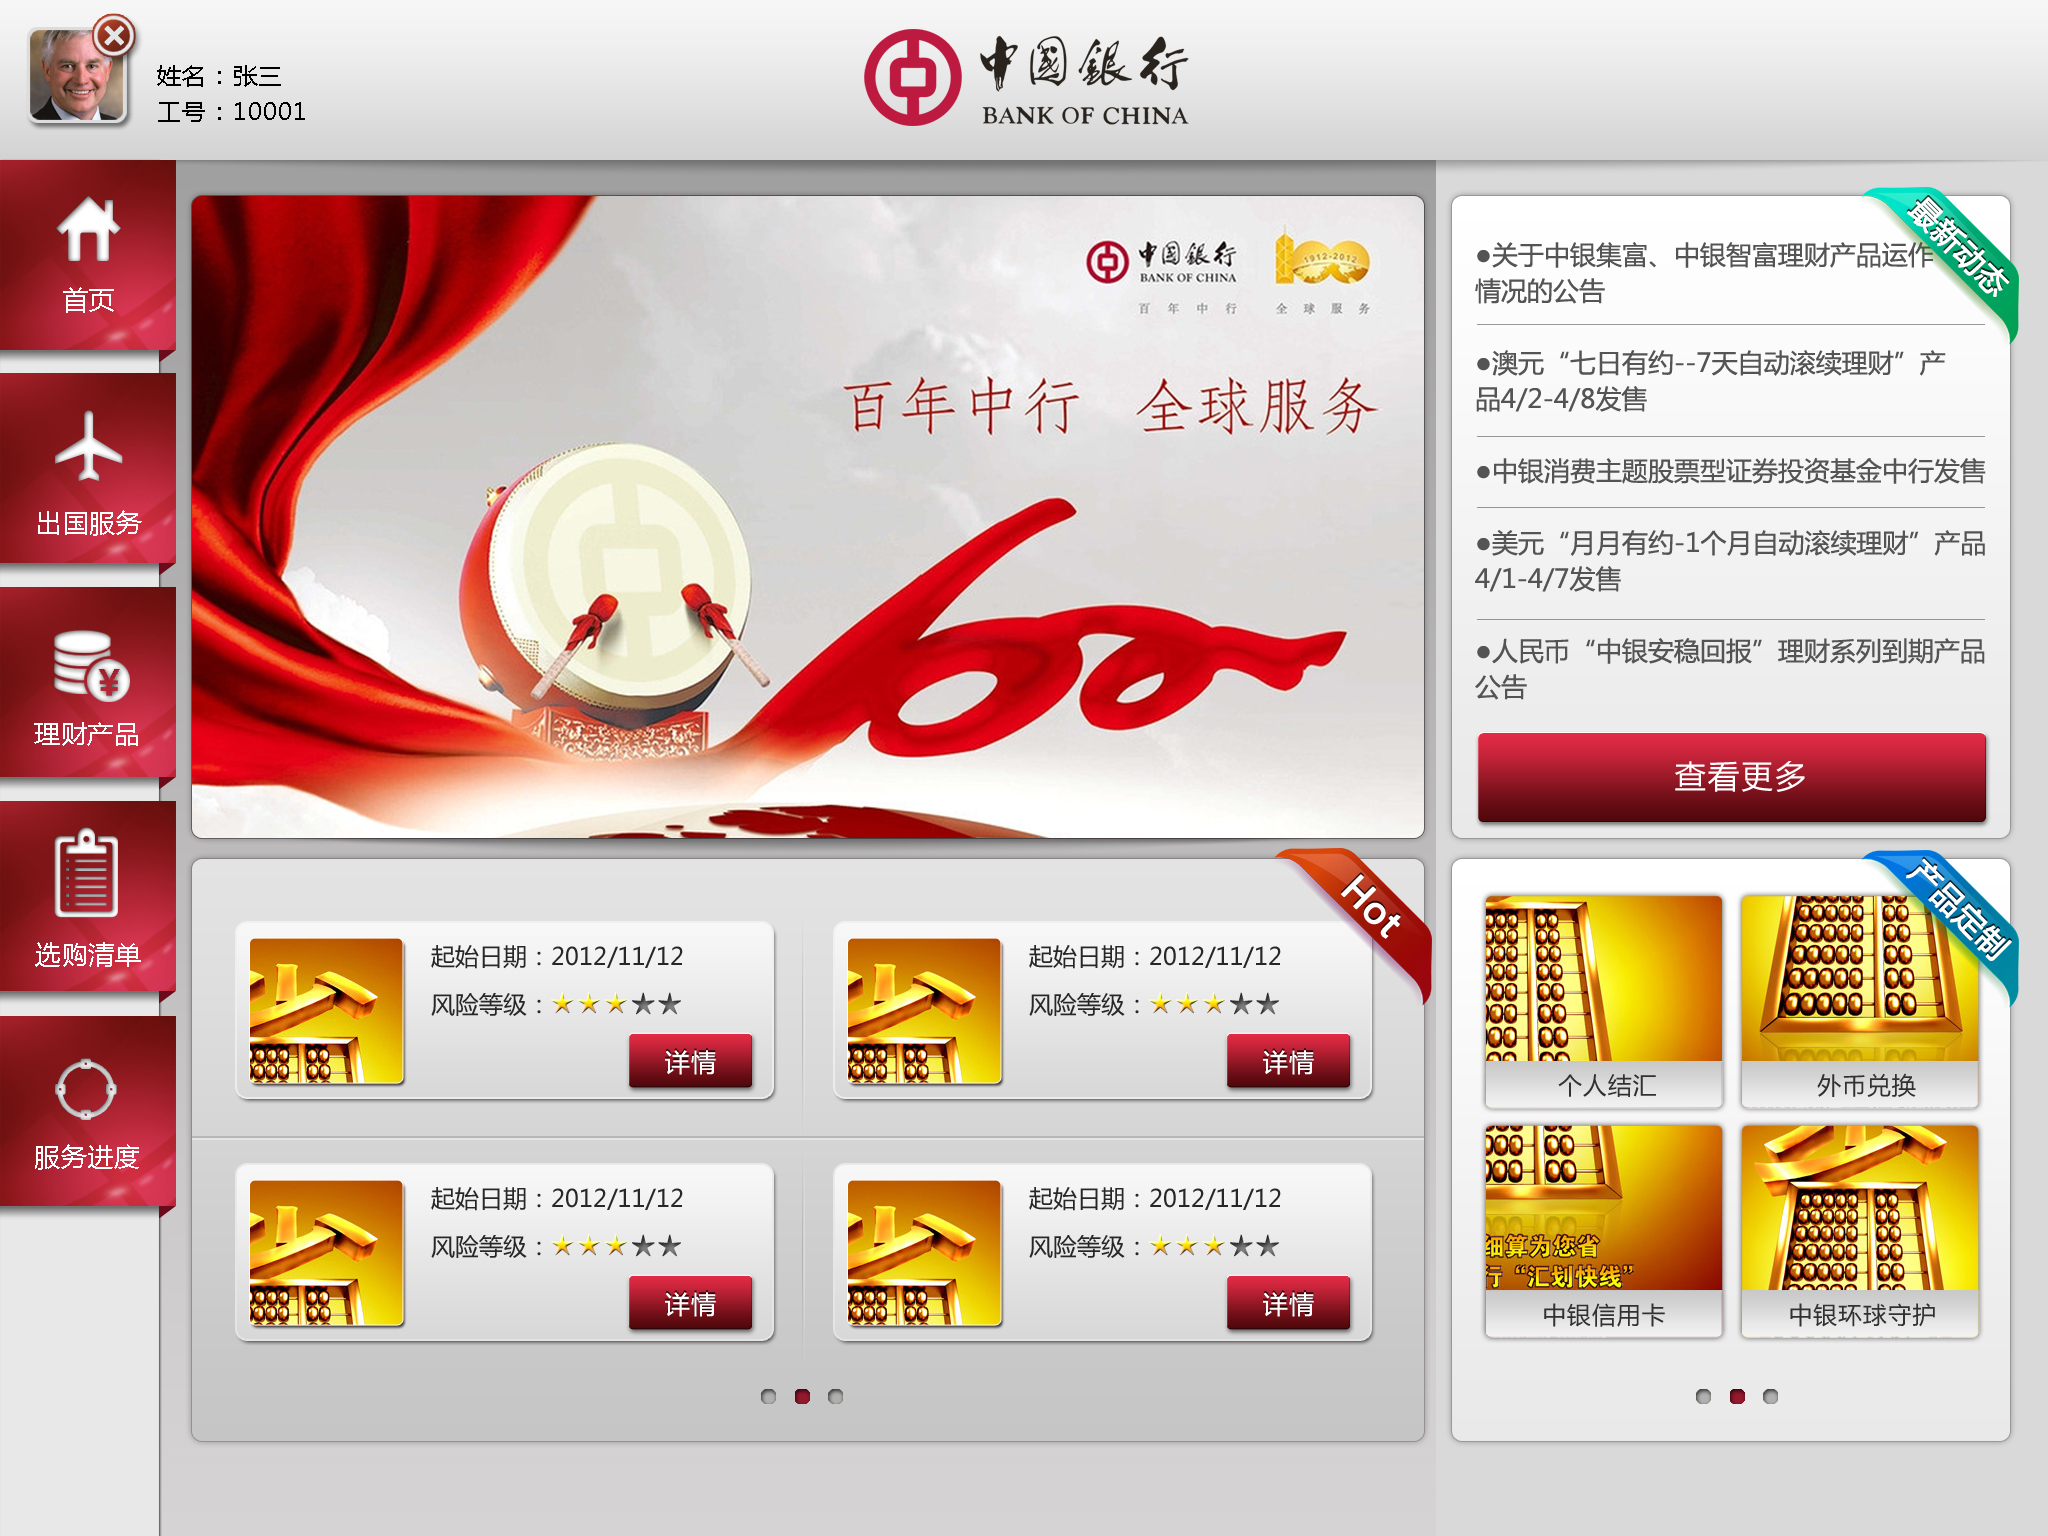 姓名：张三
工号：10001
中國銀行
BANK OF CHINA
首页
出国服务
理财产品
选购清单
服务进度
中国銀行
BANK OF CHINA
百年中行
1912-2012
全球服务
百年中行 全球服务
最新动态
●关于中银集富、中银智富理财产品运作
情况的公告
●澳元“七日有约--7天自动滚续理财”产
品4/2-4/8发售
●中银消费主题股票型证券投资基金中行发售
●美元“月月有约-1个月自动滚续理财”产品
4/1-4/7发售
●人民币“中银安稳回报”理财系列到期产品
公告
查看更多
Hot
起始日期：2012/11/12
风险等级：★★★★★
详情
起始日期：2012/11/12
风险等级：★★★★★
详情
起始日期：2012/11/12
风险等级：★★★★★
详情
起始日期：2012/11/12
风险等级：★★★★★
详情
产品定制
个人结汇
外币兑换
细算为您省
行“汇划快线”
中银信用卡
中银环球守护